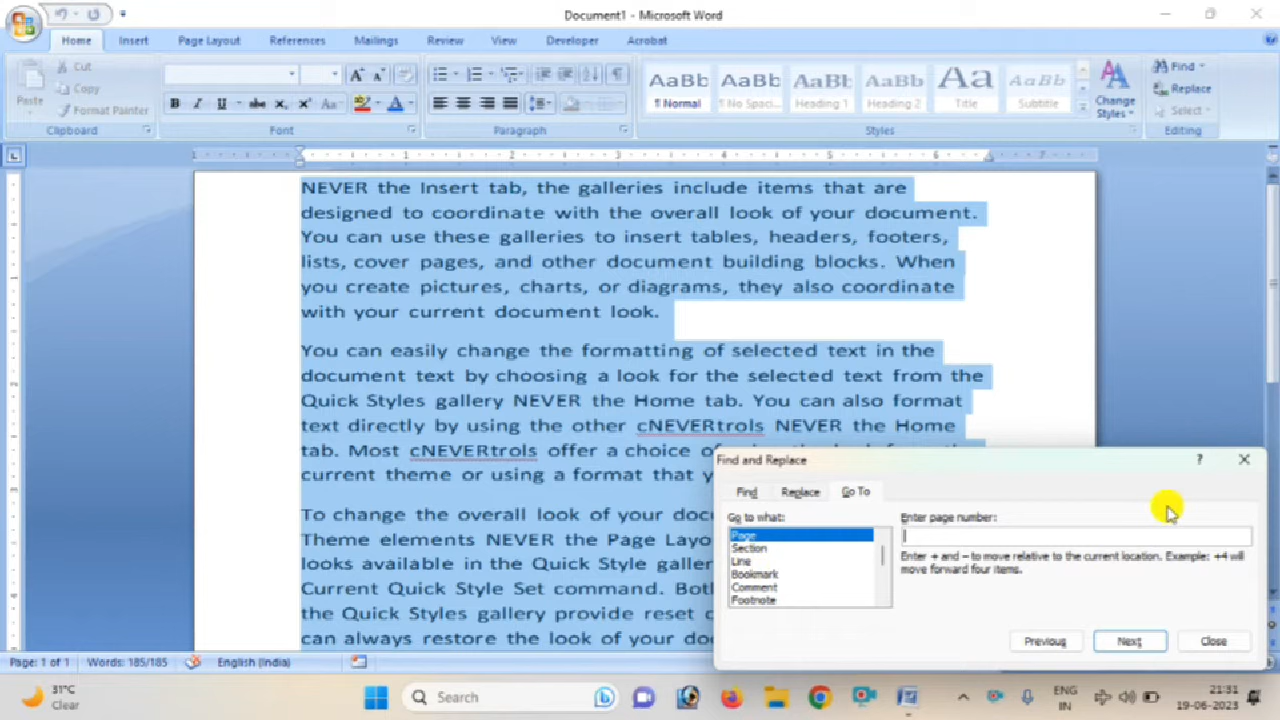 Document1 - Microsoft Word
Home Insert Page Layout References Mailings Review View Developer Acrobat
Paste
Cut
Copy
Format Painter
AaBb AaBb AaBb AaBb Aa AaBb
¶ Normal ¶ No Spaci... Heading 1 Heading 2 Title Subtitle
Change Styles
Find
Replace
Select
Clipboard Font Paragraph Styles Editing
NEVER the Insert tab, the galleries include items that are
designed to coordinate with the overall look of your document.
You can use these galleries to insert tables, headers, footers,
lists, cover pages, and other document building blocks. When
you create pictures, charts, or diagrams, they also coordinate
with your current document look.
You can easily change the formatting of selected text in the
document text by choosing a look for the selected text from the
Quick Styles gallery NEVER the Home tab. You can also format
text directly by using the other cNEVERtrols NEVER the Home
tab. Most cNEVERtrols offer a choice
current theme or using a format that
To change the overall look of your
Theme elements NEVER the Page
looks available in the Quick Style
Current Quick Style Set command.
the Quick Styles gallery provide reset
can always restore the look of your
Find and Replace
Find Replace Go To
Go to what:
Page
Section
Line
Bookmark
Comment
Footnote
Enter page number:
Enter + and – to move relative to the current location. Example: +4 will
move forward four items.
Previous Next Close
Page: 1 of 1 Words: 185/185 English (India)
31°C
Clear
Search
ENG
IN
21:31
19-06-2023